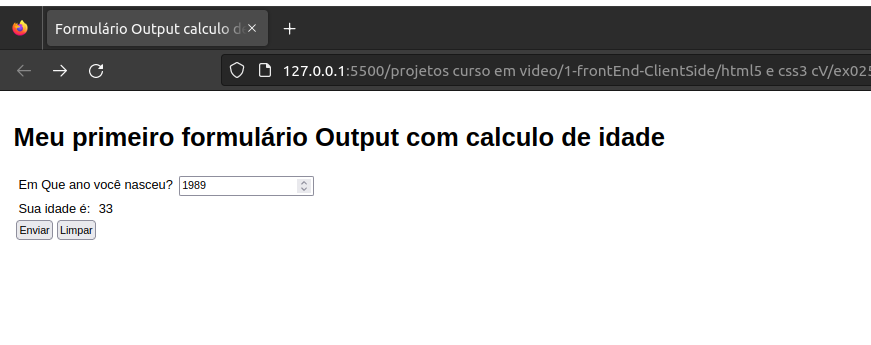 Formulário Output calculo d
127.0.0.1:5500/projetos curso em video/1-frontEnd-ClientSide/html5 e css3 cV/ex025
Meu primeiro formulário Output com calculo de idade
Em Que ano você nasceu? 1989
Sua idade é: 33
Enviar Limpar